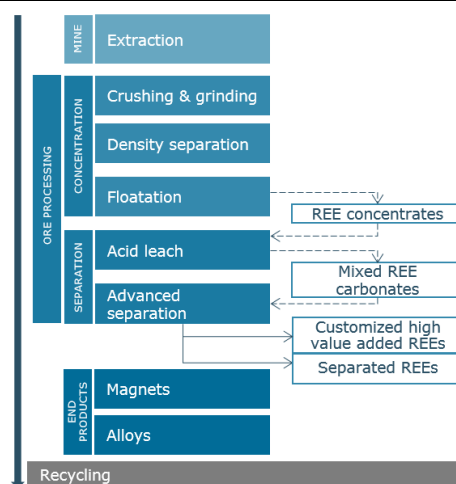 MINE
Extraction
ORE PROCESSING
CONCENTRATION
Crushing & grinding
Density separation
Floatation
REE concentrates
SEPARATION
Acid leach
Mixed REE
carbonates
Advanced
separation
Customized high
value added REEs
Separated REEs
END
PRODUCTS
Magnets
Alloys
Recycling